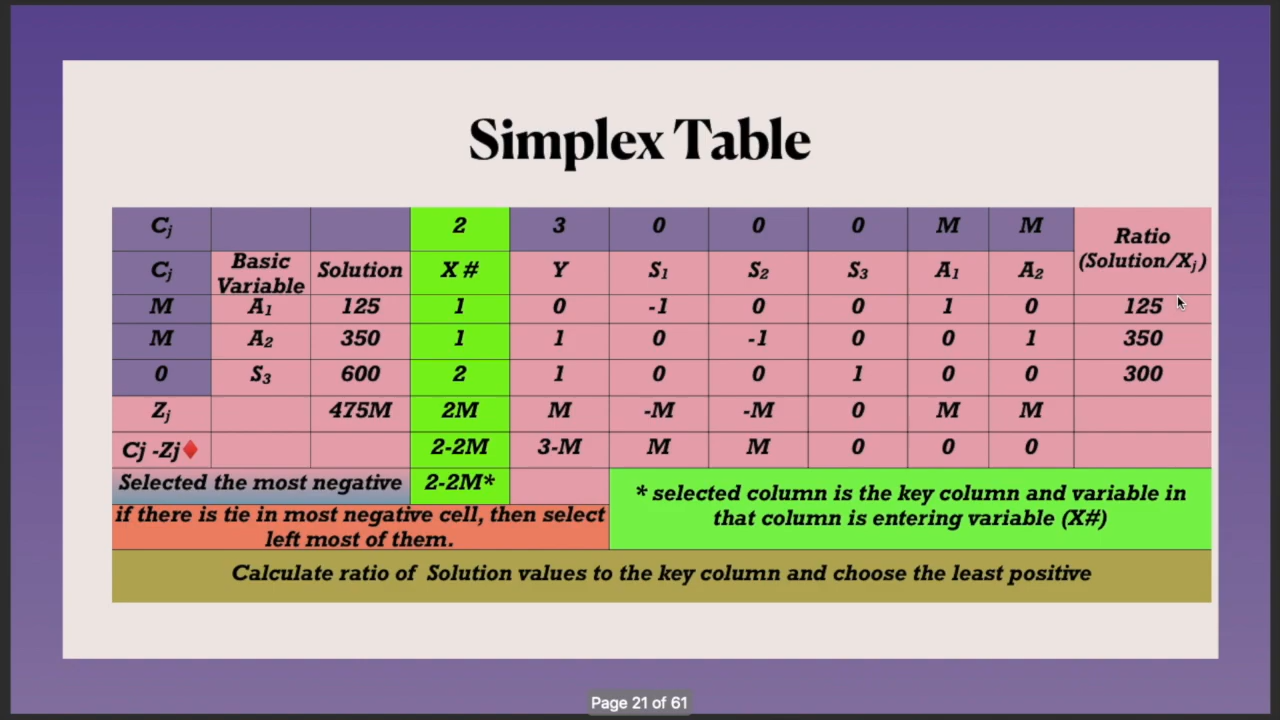 Simplex Table
Cj 2 3 0 0 0 M M Ratio (Solution/Xj)
Cj Basic Variable Solution X # Y S1 S2 S3 A1 A2
M A1 125 1 0 -1 0 0 1 0 125
M A2 350 1 1 0 -1 0 0 1 350
0 S3 600 2 1 0 0 1 0 0 300
Zj 475M 2M M -M -M 0 M M
Cj -Zj♦ 2-2M 3-M M M 0 0 0
Selected the most negative 2-2M*
if there is tie in most negative cell, then select
left most of them.
* selected column is the key column and variable in
that column is entering variable (X#)
Calculate ratio of Solution values to the key column and choose the least positive
Page 21 of 61